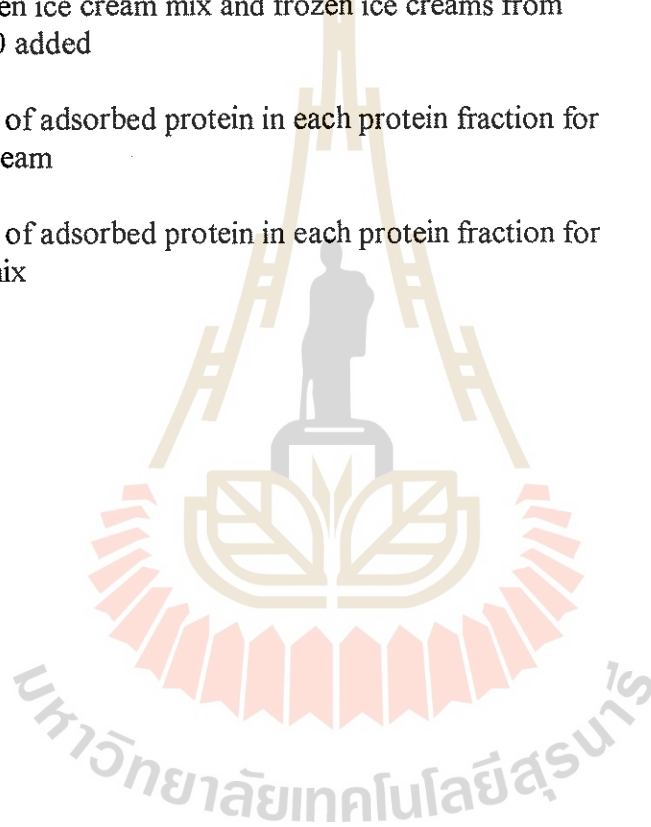 en ice cream mix and frozen ice creams from
0 added
of adsorbed protein in each protein fraction for
eam
of adsorbed protein in each protein fraction for
nix
มหาวิทยาลัยเทคโนโลยีสุรนารี